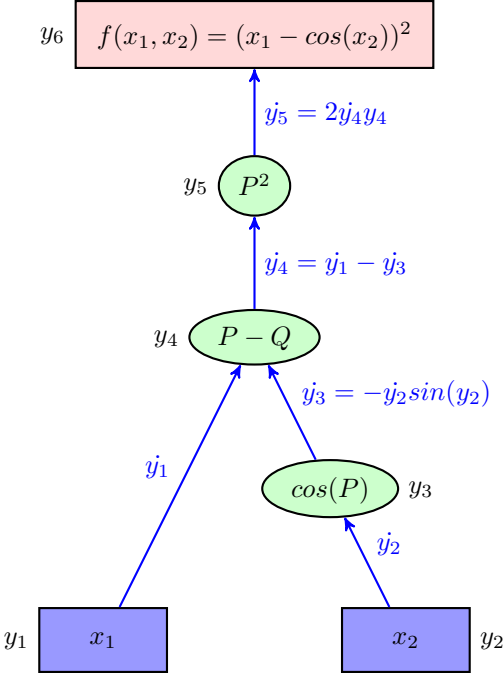 y₆ f(x₁, x₂) = (x₁ − cos(x₂))²
ẏ₅ = 2ẏ₄y₄
y₅ P²
ẏ₄ = ẏ₁ − ẏ₃
y₄ P − Q
ẏ₃ = −ẏ₂sin(y₂)
ẏ₁
cos(P) y₃
ẏ₂
y₁ x₁ x₂ y₂